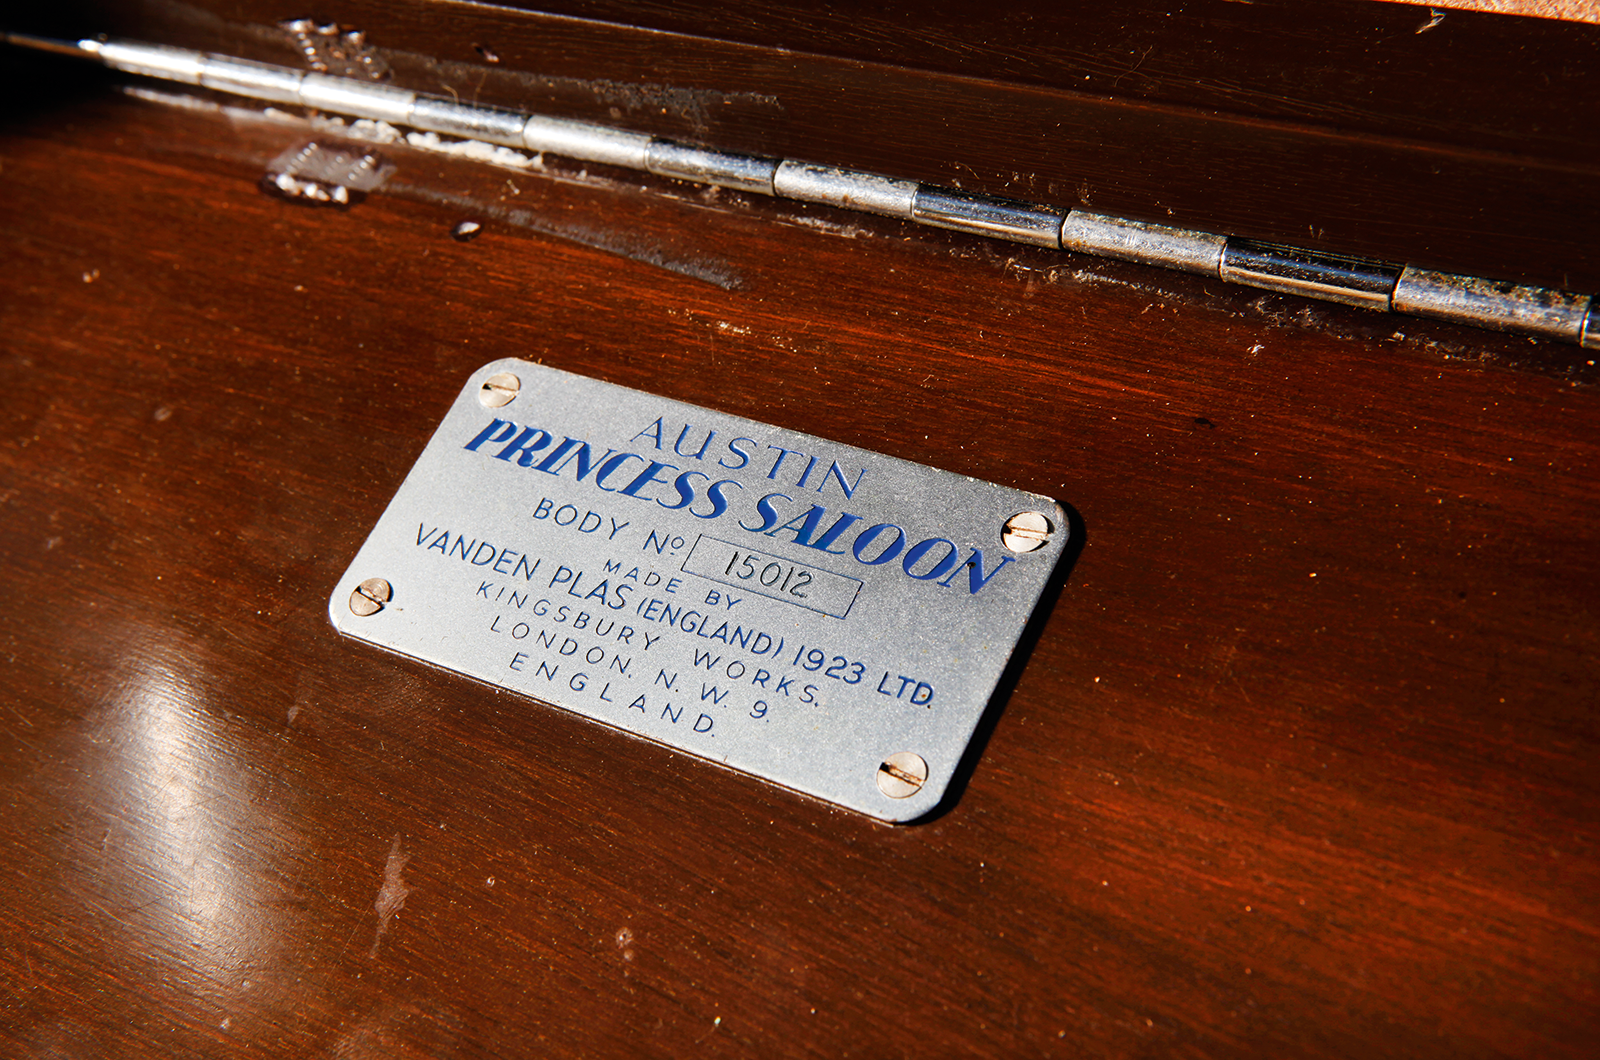 AUSTIN
PRINCESS SALOON
BODY Nº 15012
MADE BY
VANDEN PLAS (ENGLAND) 1923 LTD.
KINGSBURY WORKS,
LONDON. N. W. 9.
ENGLAND.